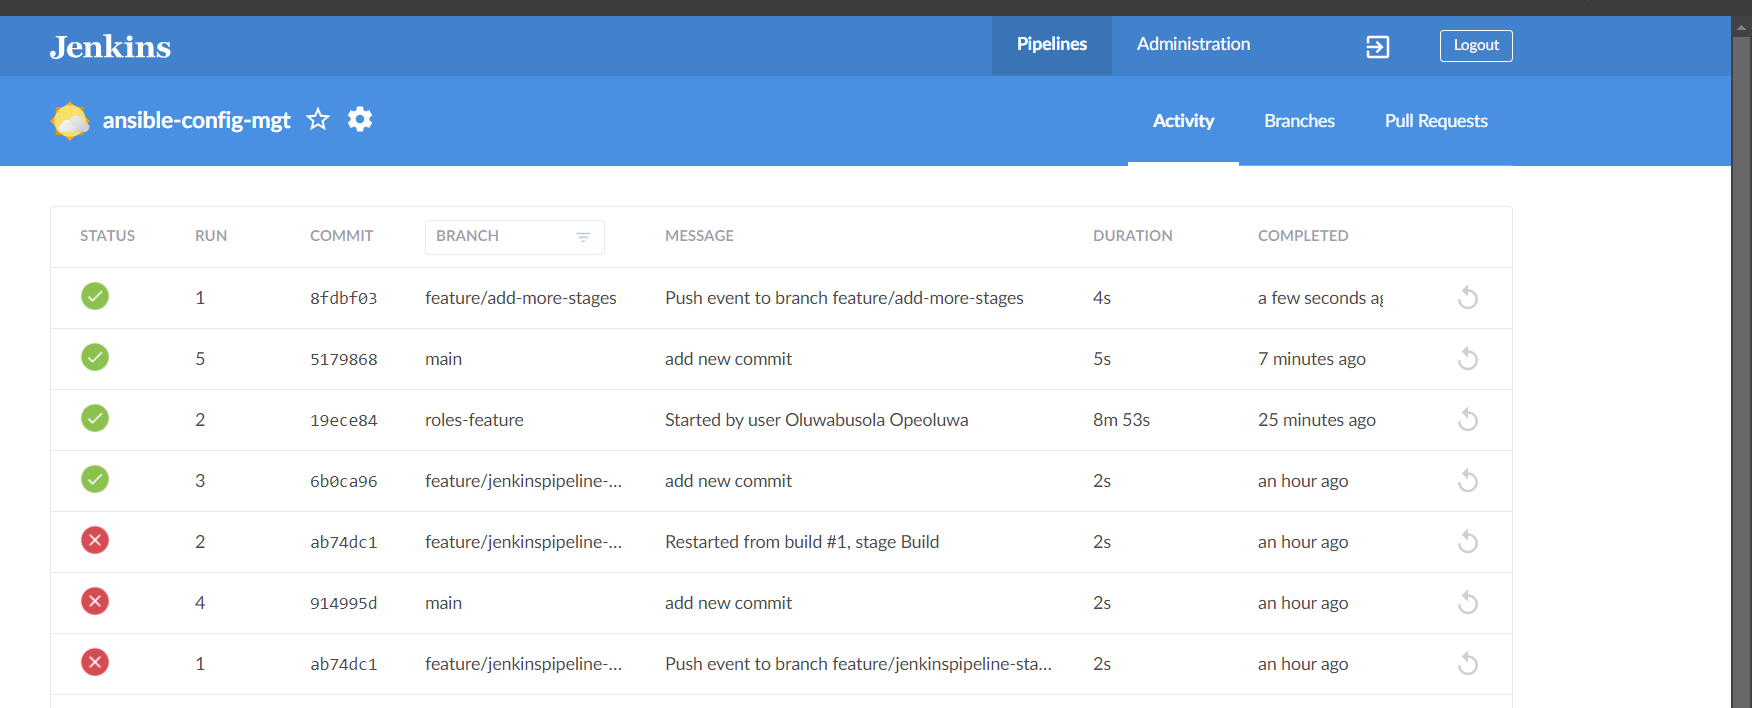 Jenkins Pipelines Administration Logout
ansible-config-mgt Activity Branches Pull Requests
STATUS RUN COMMIT BRANCH MESSAGE DURATION COMPLETED
1 8fdbf03 feature/add-more-stages Push event to branch feature/add-more-stages 4s a few seconds ag
5 5179868 main add new commit 5s 7 minutes ago
2 19ece84 roles-feature Started by user Oluwabusola Opeoluwa 8m 53s 25 minutes ago
3 6b0ca96 feature/jenkinspipeline-... add new commit 2s an hour ago
2 ab74dc1 feature/jenkinspipeline-... Restarted from build #1, stage Build 2s an hour ago
4 914995d main add new commit 2s an hour ago
1 ab74dc1 feature/jenkinspipeline-... Push event to branch feature/jenkinspipeline-sta... 2s an hour ago